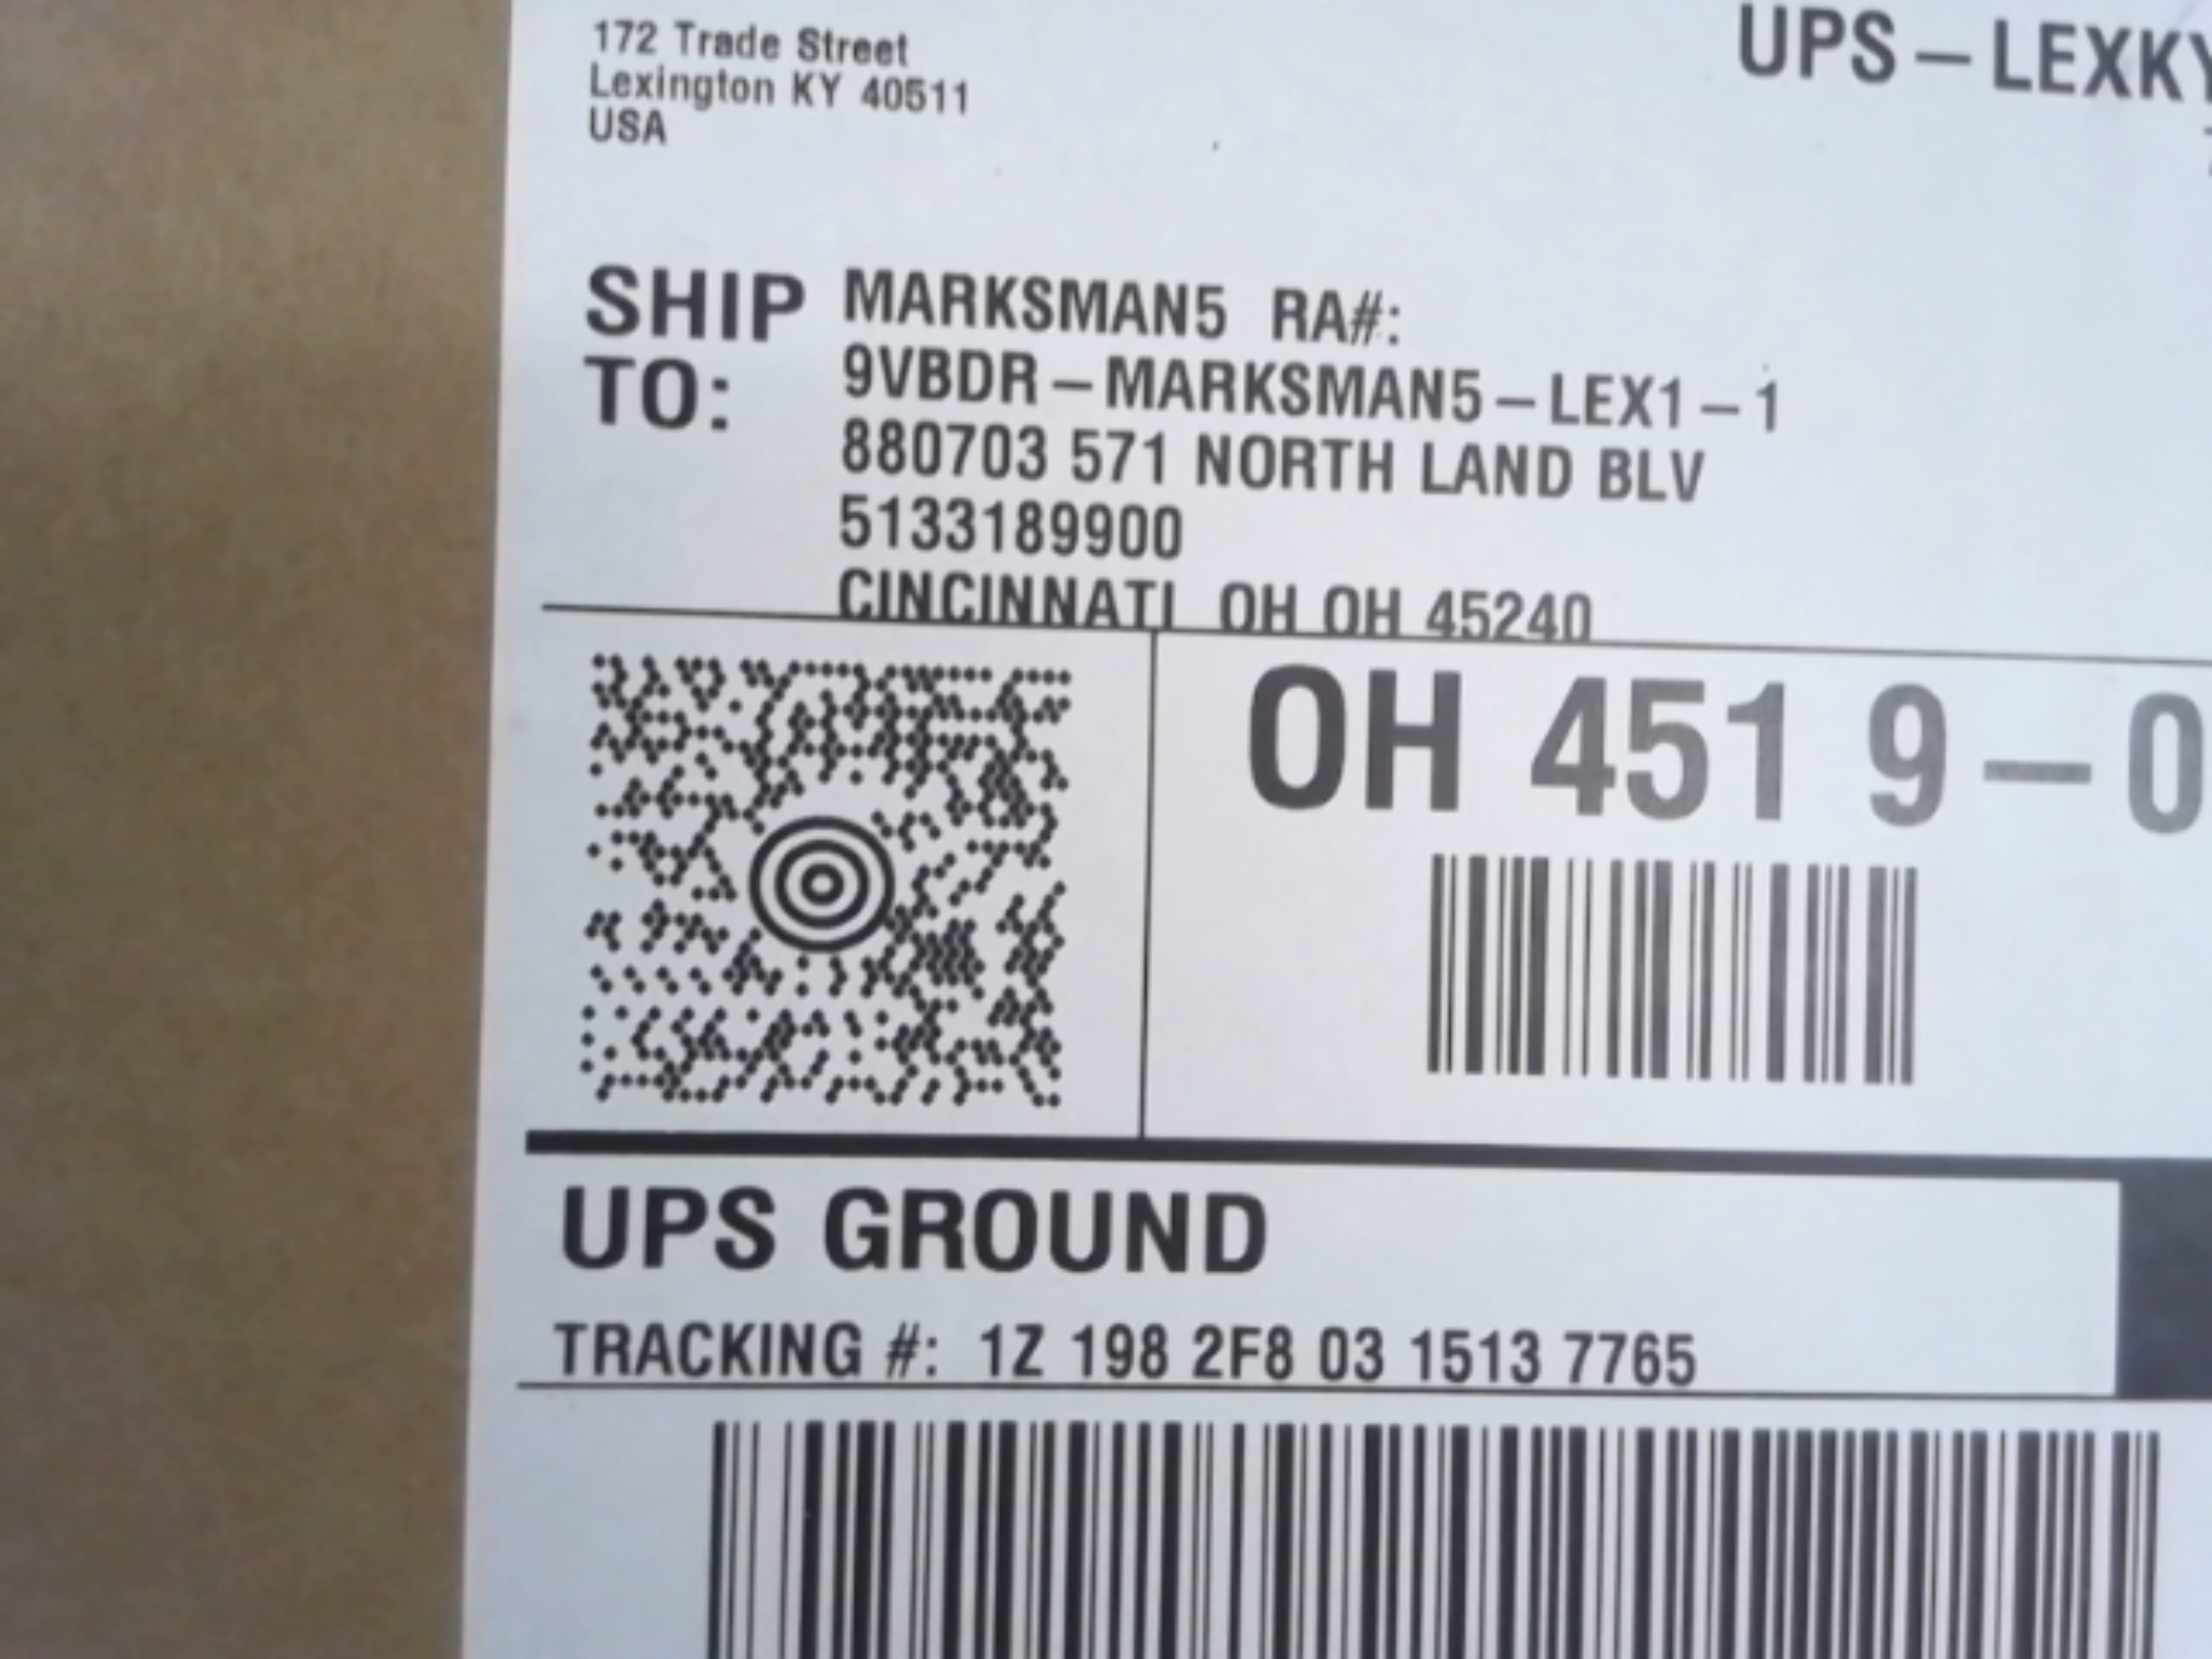 172 Trade Street
Lexington KY 40511
USA
UPS – LEXKY
SHIP TO:
MARKSMAN5 RA#:
9VBDR – MARKSMAN5 – LEX1 – 1
880703 571 NORTH LAND BLV
5133189900
CINCINNATI OH OH 45240
OH 451 9 – 0
UPS GROUND
TRACKING #: 1Z 198 2F8 03 1513 7765